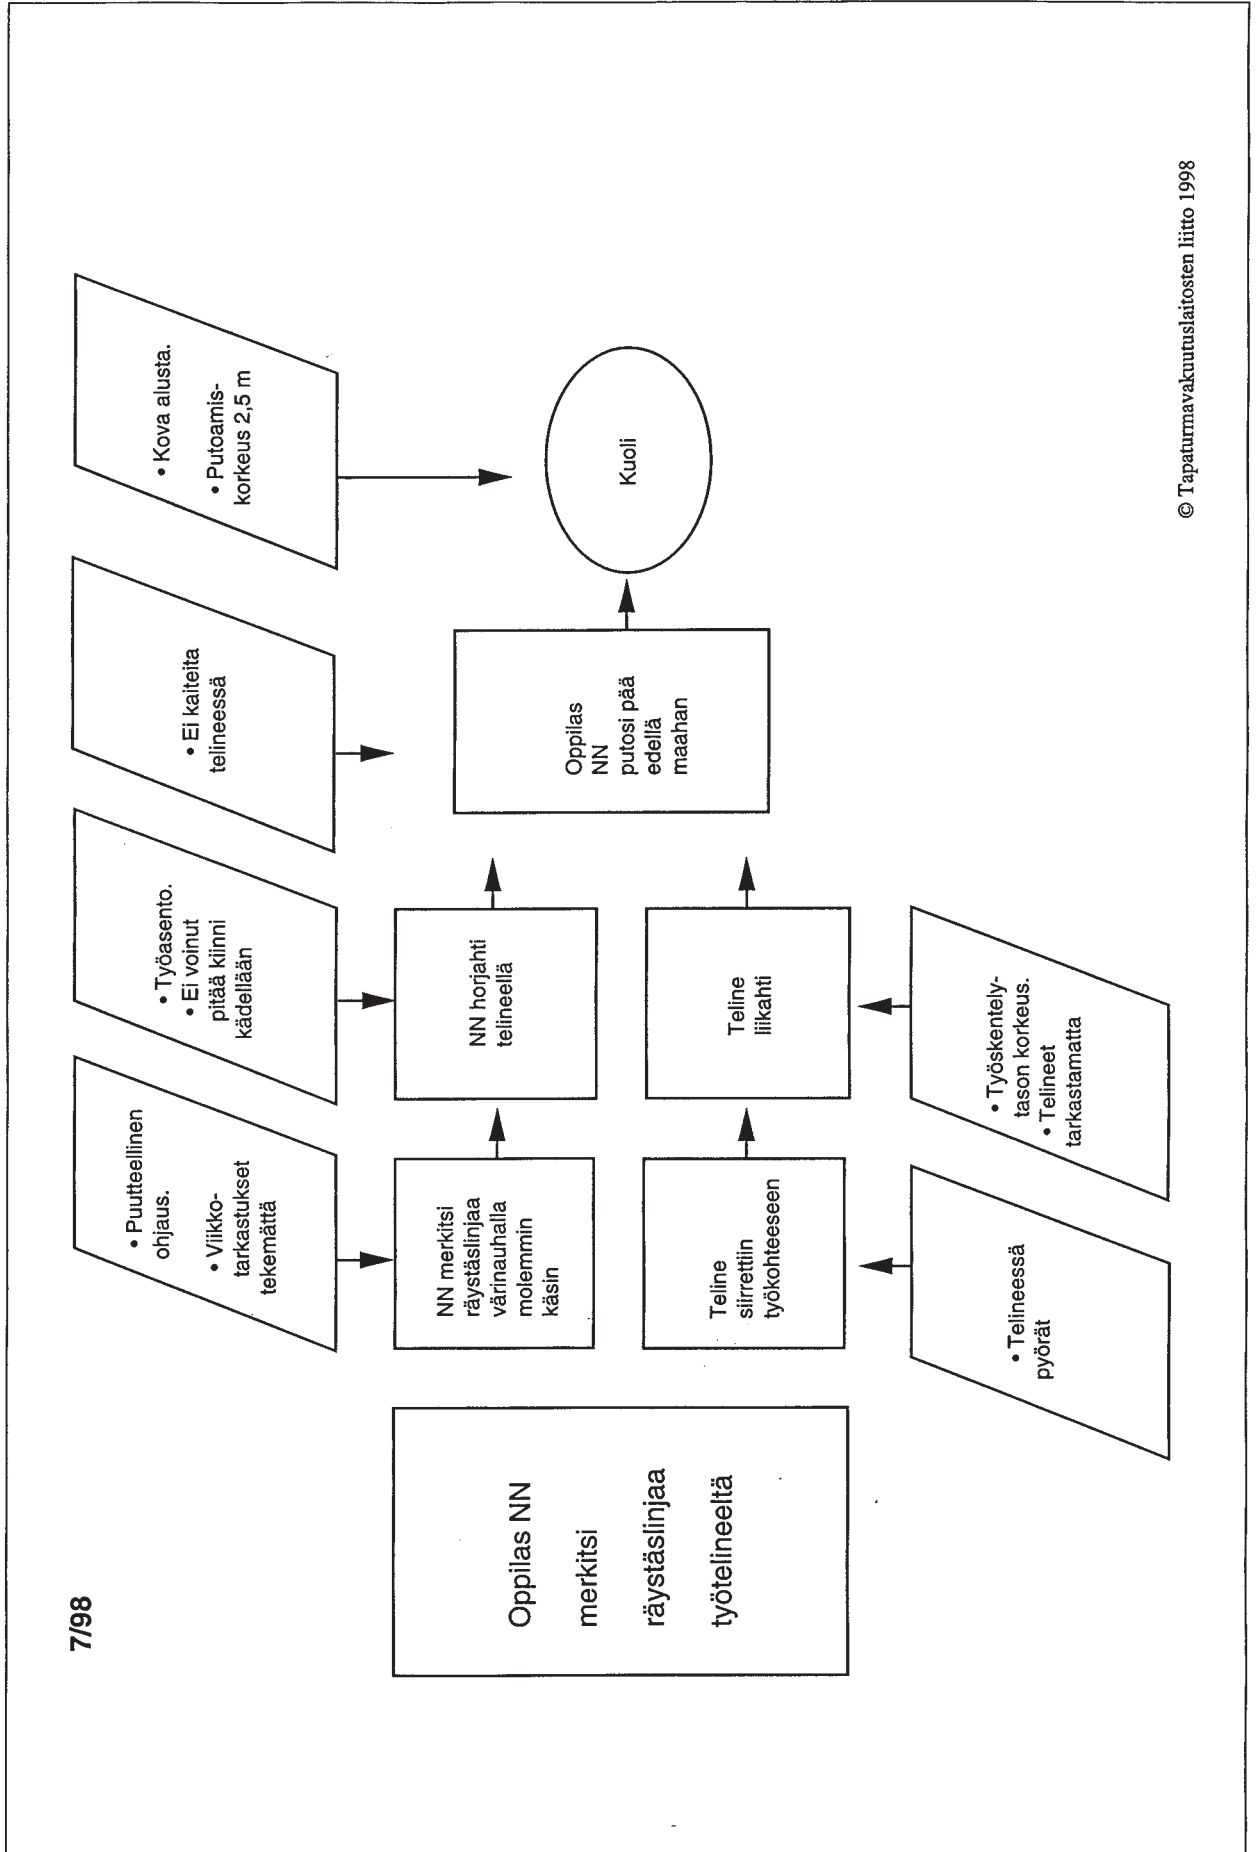 7/98
• Puutteellinen
ohjaus.
• Viikko-
tarkastukset
tekemättä
• Työasento.
• Ei voinut
pitää kiinni
kädellään
• Ei kaiteita
telineessä
• Kova alusta.
• Putoamis-
korkeus 2,5 m
Oppilas NN
merkitsi
räystäslinjaa
työtelineeltä
NN merkitsi
räystäslinjaa
värinauhalla
molemmin
käsin
NN horjahti
telineellä
Oppilas
NN
putosi pää
edellä
maahan
Kuoli
Teline
siirrettiin
työkohteeseen
Teline
liikahti
• Telineessä
pyörät
• Työskentely-
tason korkeus.
• Telineet
tarkastamatta
© Tapaturmavakuutuslaitosten liitto 1998